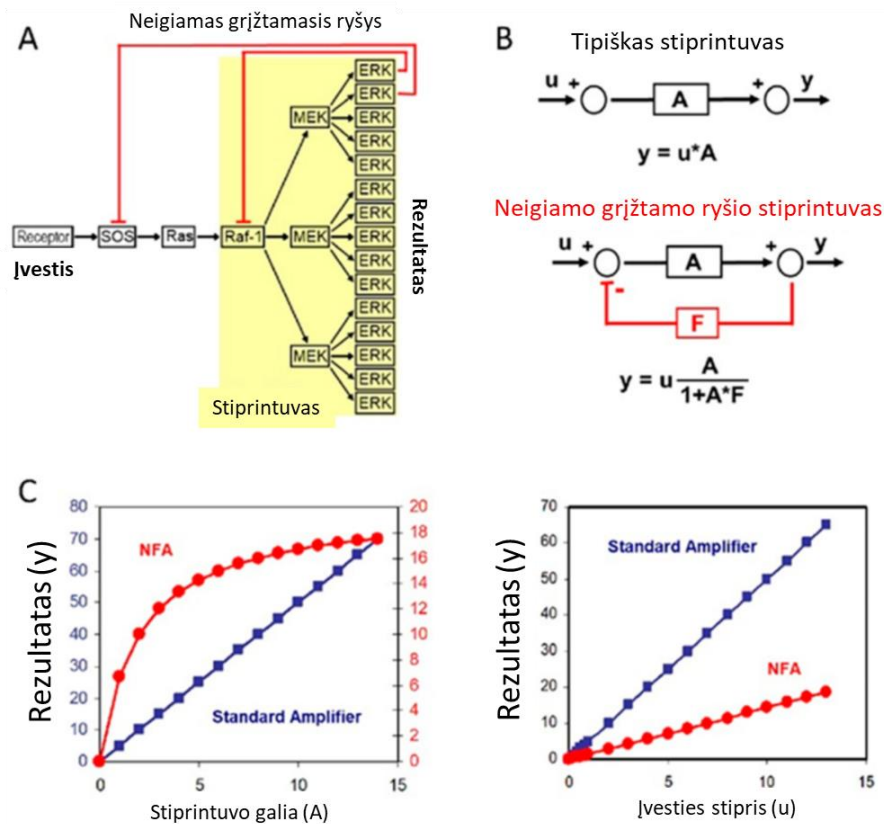 A
Neigiamas grįžtamasis ryšys
ERK
ERK
MEK
ERK
ERK
ERK
ERK
ERK
Receptor
SOS
Ras
Raf-1
MEK
ERK
ERK
ERK
Rezultatas
Įvestis
ERK
ERK
MEK
ERK
ERK
ERK
Stiprintuvas
B
Tipiškas stiprintuvas
u + A + y
y = u*A
Neigiamo grįžtamo ryšio stiprintuvas
u + A + y
-
F
y = u A
1+A*F
C
Rezultatas (y)
80
70
60
50
40
30
20
10
0
NFA
Standard Amplifier
20
18
16
14
12
10
8
6
4
2
0
0 5 10 15
Stiprintuvo galia (A)
Rezultatas (y)
70
60
50
40
30
20
10
0
Standard Amplifier
NFA
0 5 10 15
Įvesties stipris (u)